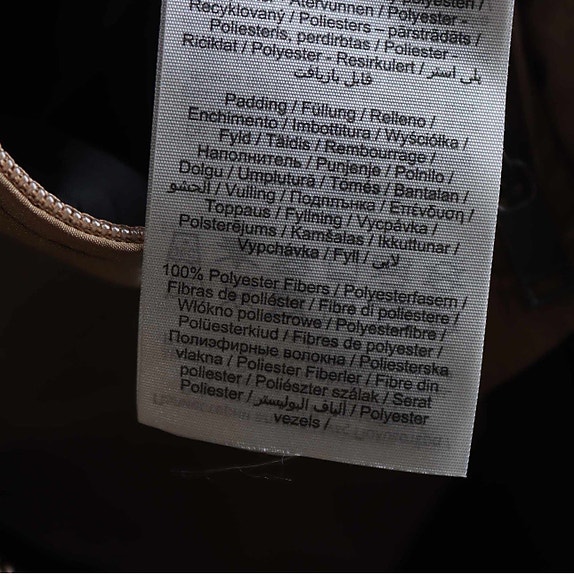 Återvunnen / Polyester -
Recyklovaný / Poliesters – pārstrādāts /
Poliesteris, perdirbtas / Poliester -
Riciklat / Polyester - Resirkulert / پلی استر
قابل بازیافت
Padding / Füllung / Relleno /
Enchimento / Imbottitura / Wyściółka /
Fyld / Täidis / Rembourrage /
Наполнитель / Punjenje / Polnilo /
Dolgu / Umplutură / Tömés / Bantalan /
الحشو / Vulling / Подплънка / Επένδυση /
Toppaus / Fyllning / Vycpávka /
Polsterējums / Kamšalas / Ikkuttunar /
Vypchávka / Fyll / لایی
100% Polyester Fibers / Polyesterfasern /
Fibras de poliéster / Fibre di poliestere /
Włókno poliestrowe / Polyesterfibre /
Polüesterkiud / Fibres de polyester /
Полиэфирные волокна / Poliesterska
vlakna / Poliester Fiberler / Fibre din
poliester / Poliészter szálak / Serat
Poliester / ألياف البوليستر / Polyester
vezels /